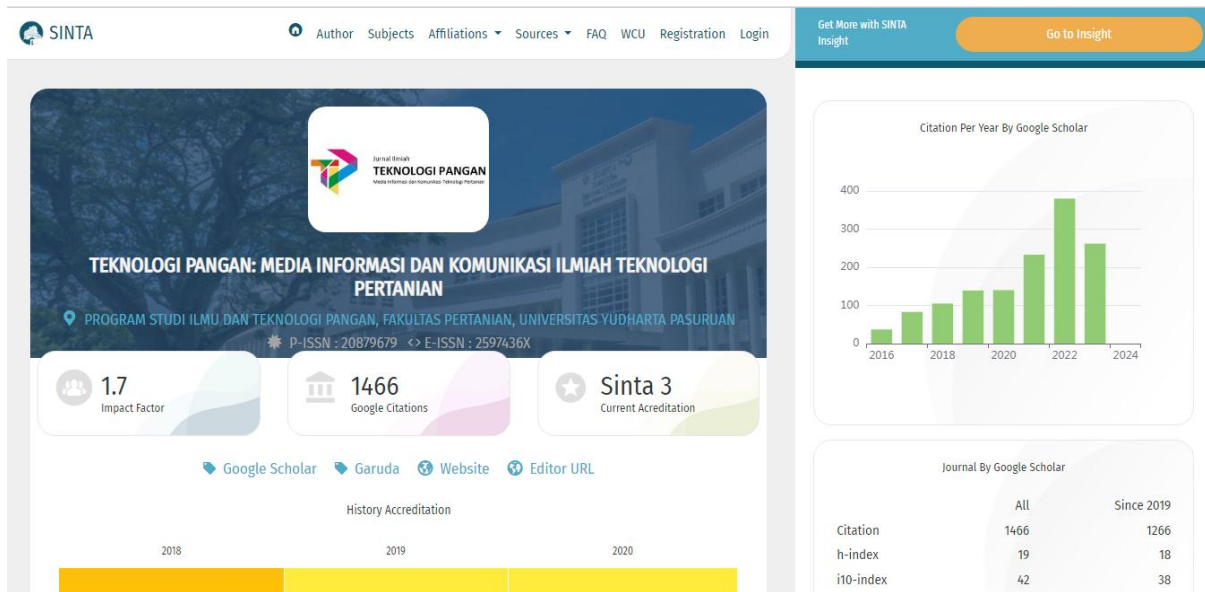 SINTA
Author Subjects Affiliations Sources FAQ WCU Registration Login
Get More with SINTA
Insight
Go to Insight
Jurnal Ilmiah
TEKNOLOGI PANGAN
Media Informasi dan Komunikasi Teknologi Pertanian
TEKNOLOGI PANGAN: MEDIA INFORMASI DAN KOMUNIKASI ILMIAH TEKNOLOGI
PERTANIAN
PROGRAM STUDI ILMU DAN TEKNOLOGI PANGAN, FAKULTAS PERTANIAN, UNIVERSITAS YUDHARTA PASURUAN
P-ISSN : 20879679 <> E-ISSN : 2597436X
1.7
Impact Factor
1466
Google Citations
Sinta 3
Current Acreditation
Google Scholar Garuda Website Editor URL
History Accreditation
2018 2019 2020
Citation Per Year By Google Scholar
400
300
200
100
0
2016 2018 2020 2022 2024
Journal By Google Scholar
All Since 2019
Citation 1466 1266
h-index 19 18
i10-index 42 38